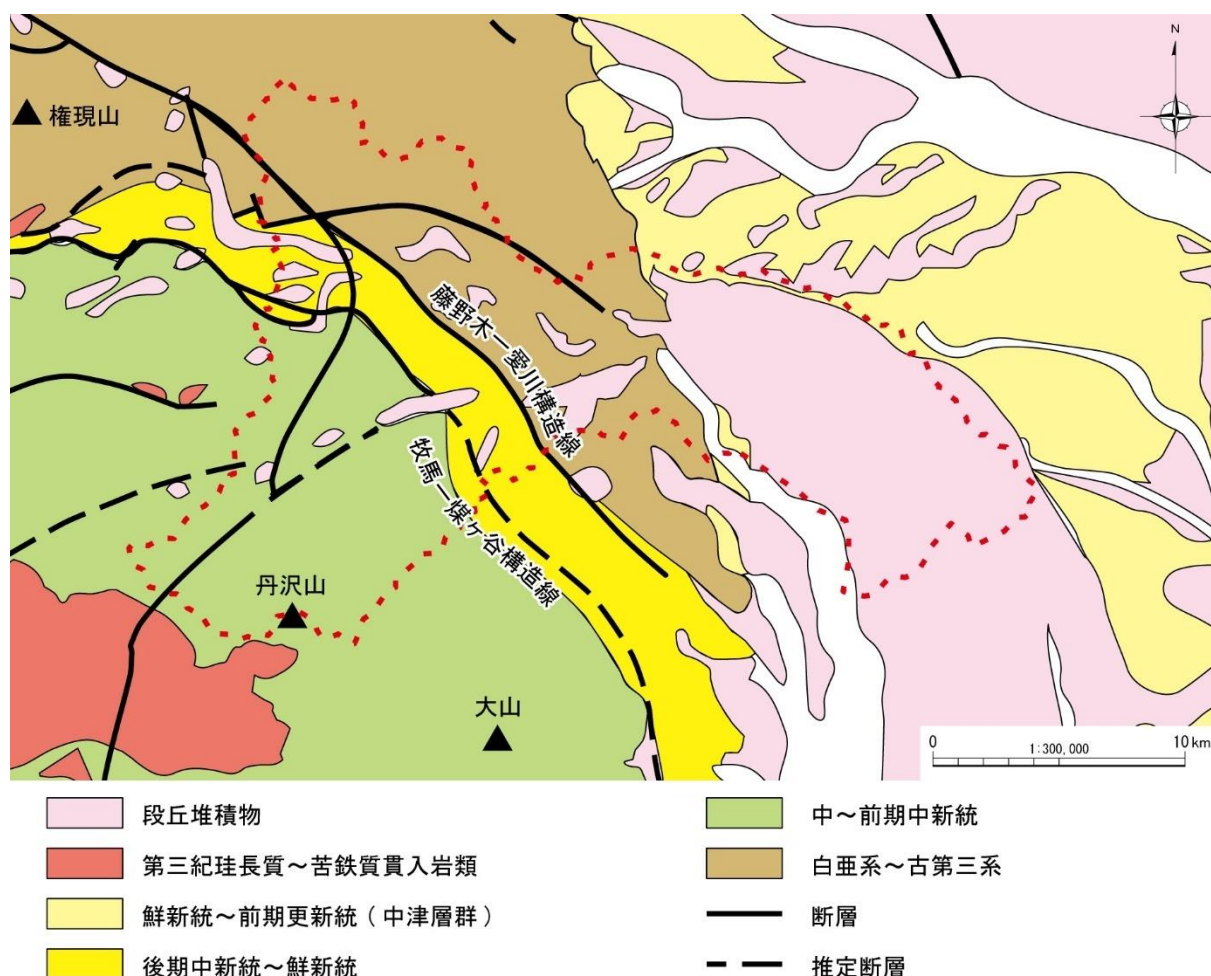 N
権現山
藤野木ー愛川構造線
牧馬ー煤ヶ谷構造線
丹沢山
大山
0 10 km
1:300,000
段丘堆積物
第三紀珪長質～苦鉄質貫入岩類
鮮新統～前期更新統（中津層群）
後期中新統～鮮新統
中～前期中新統
白亜系～古第三系
断層
推定断層